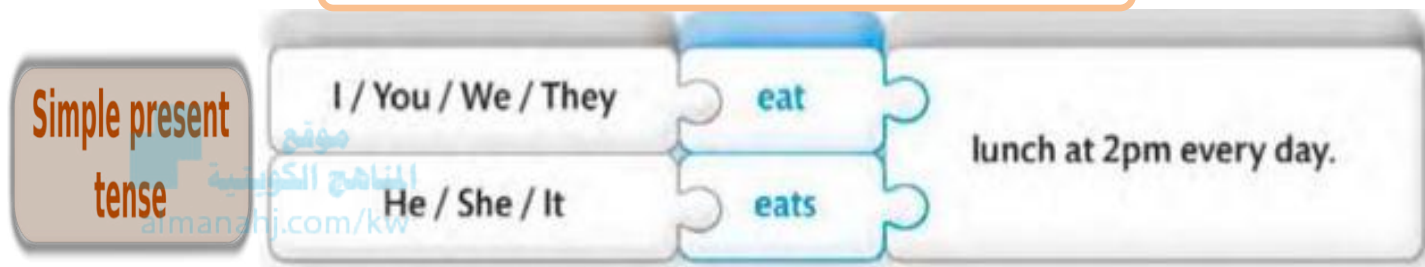 Simple present
tense
I / You / We / They
eat
He / She / It
eats
lunch at 2pm every day.
موقع
المناهج الكويتية
almanahj.com/kw